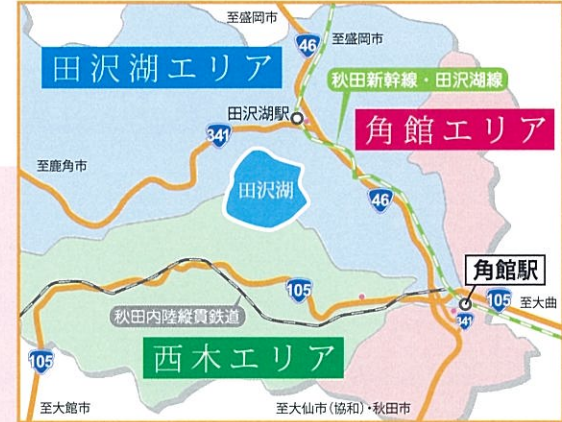 至盛岡市
46
至盛岡市
田沢湖エリア
秋田新幹線・田沢湖線
田沢湖駅
角館エリア
341
至鹿角市
田沢湖
46
角館駅
105
105
至大曲
341
秋田内陸縦貫鉄道
西木エリア
105
至大館市
至大仙市(協和)・秋田市